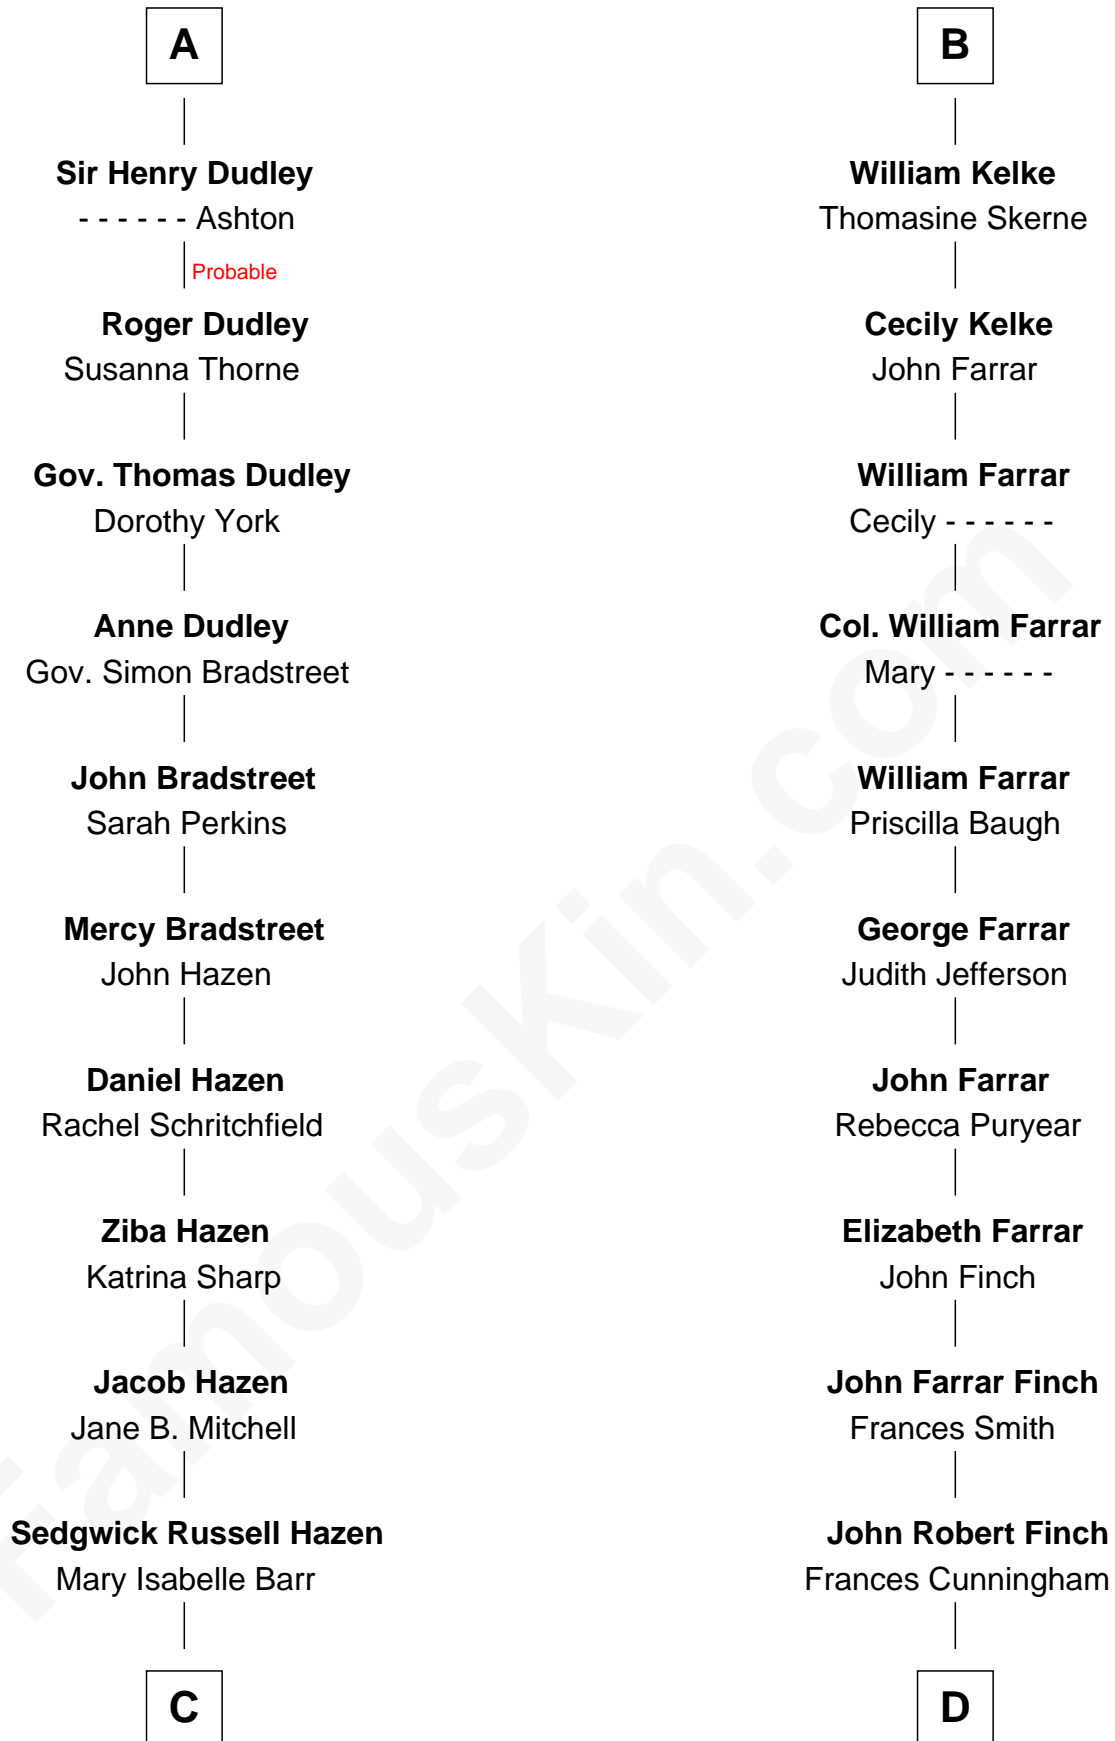 A
Sir Henry Dudley
- - - - - - Ashton
Probable
Roger Dudley
Susanna Thorne
Gov. Thomas Dudley
Dorothy York
Anne Dudley
Gov. Simon Bradstreet
John Bradstreet
Sarah Perkins
Mercy Bradstreet
John Hazen
Daniel Hazen
Rachel Schritchfield
Ziba Hazen
Katrina Sharp
Jacob Hazen
Jane B. Mitchell
Sedgwick Russell Hazen
Mary Isabelle Barr
C
B
William Kelke
Thomasine Skerne
Cecily Kelke
John Farrar
William Farrar
Cecily - - - - - -
Col. William Farrar
Mary - - - - - -
William Farrar
Priscilla Baugh
George Farrar
Judith Jefferson
John Farrar
Rebecca Puryear
Elizabeth Farrar
John Finch
John Farrar Finch
Frances Smith
John Robert Finch
Frances Cunningham
D
FamousKin.com